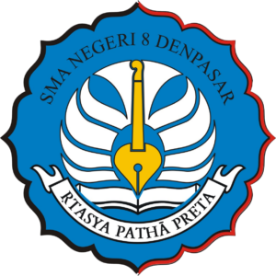 SMA NEGERI 8 DENPASAR
RTASYA PATHĀ PRETA